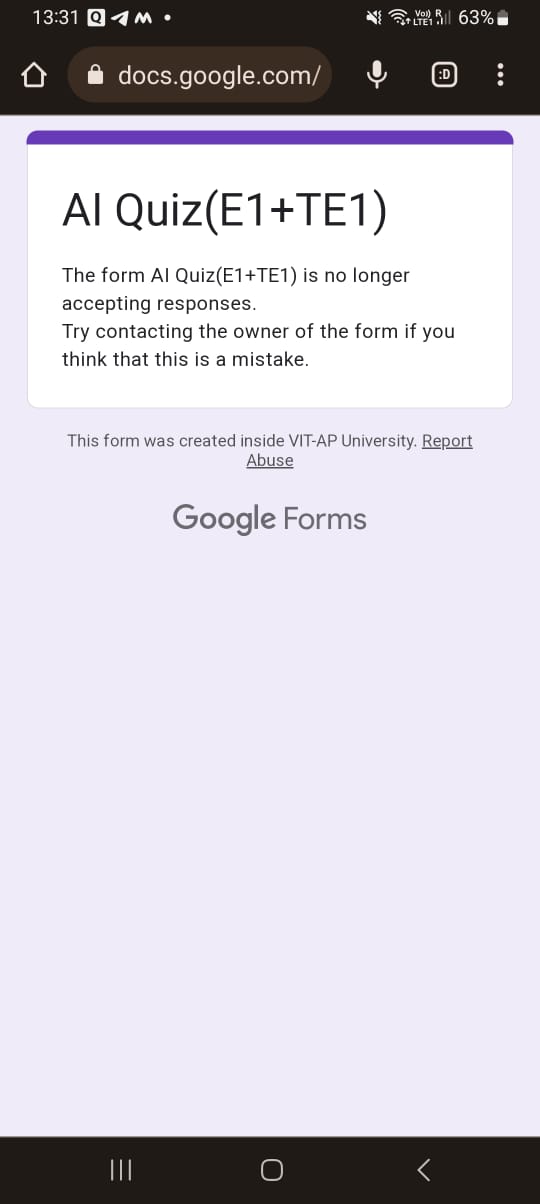 13:31
Vo)) R
LTE1 63%
docs.google.com/
:D
AI Quiz(E1+TE1)
The form AI Quiz(E1+TE1) is no longer
accepting responses.
Try contacting the owner of the form if you
think that this is a mistake.
This form was created inside VIT-AP University. Report
Abuse
Google Forms